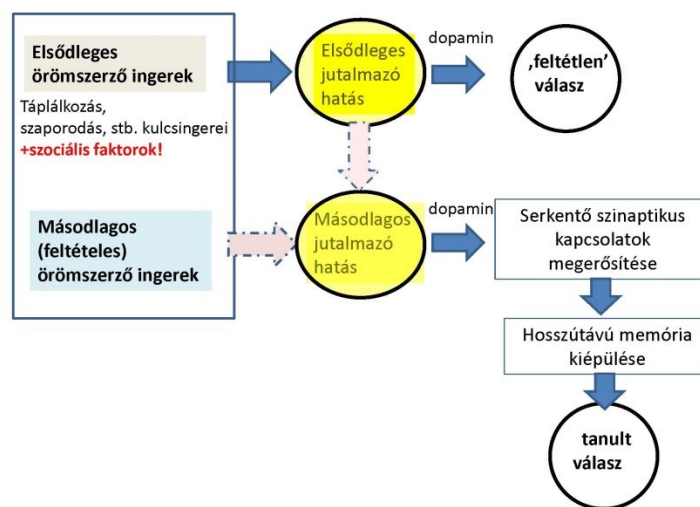 Elsődleges
örömszerző ingerek
Táplálkozás,
szaporodás, stb. kulcsingerei
+szociális faktorok!
Elsődleges
jutalmazó
hatás
dopamin
‚feltétlen’
válasz
Másodlagos
(feltételes)
örömszerző ingerek
Másodlagos
jutalmazó
hatás
dopamin
Serkentő szinaptikus
kapcsolatok
megerősítése
Hosszútávú memória
kiépülése
tanult
válasz